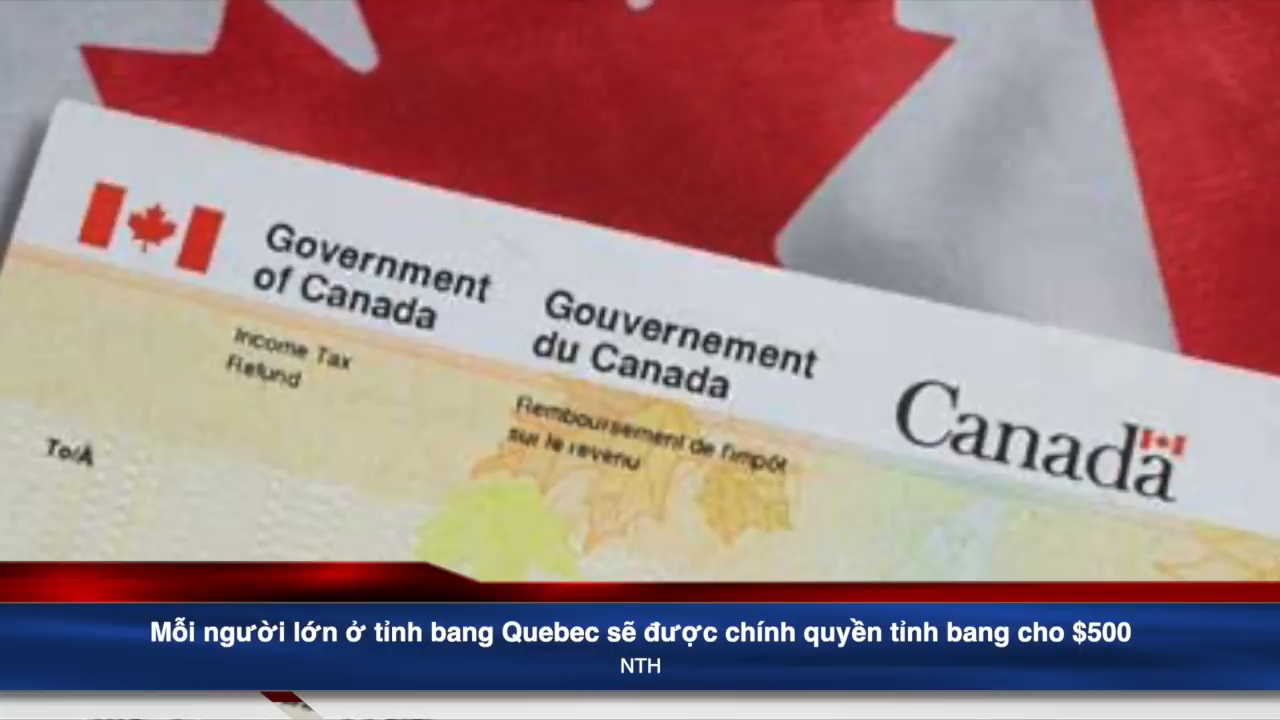 Government
of Canada
Gouvernement
du Canada
Income Tax
Refund
Remboursement de l'impôt
sur le revenu
Canada
To/À
Mỗi người lớn ở tỉnh bang Quebec sẽ được chính quyền tỉnh bang cho $500
NTH